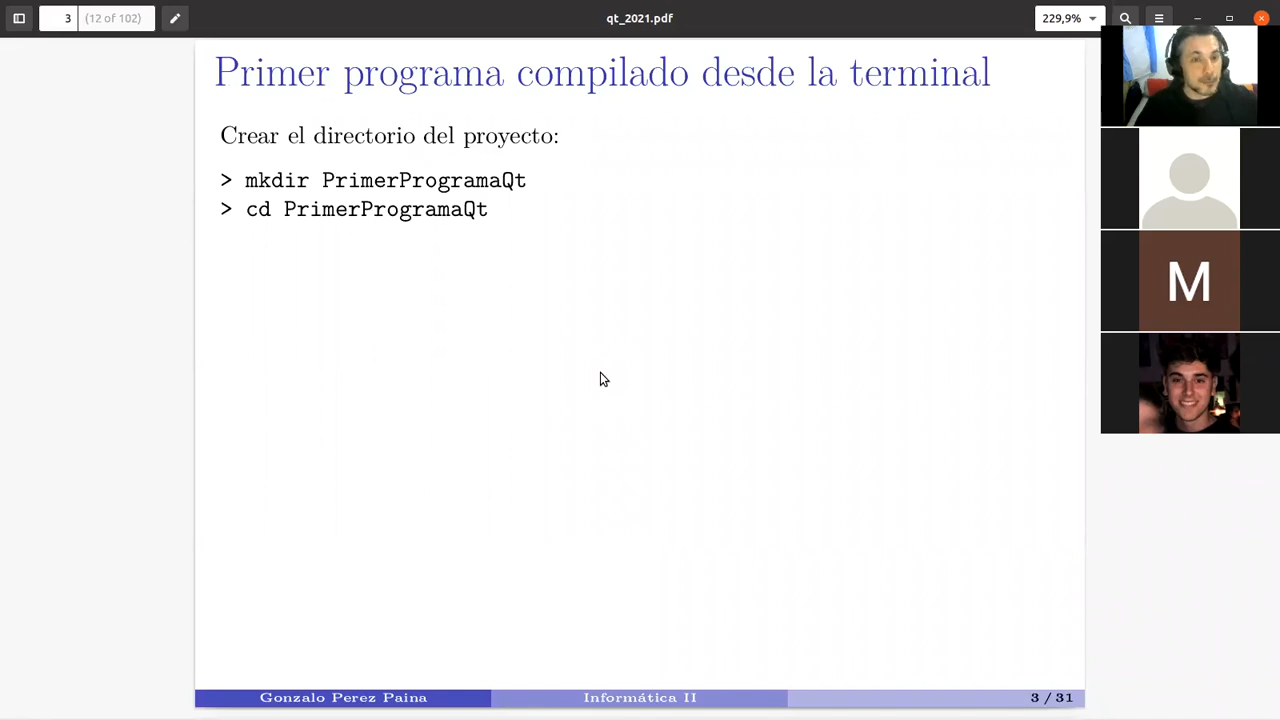 3 (12 of 102) qt_2021.pdf 229,9%
Primer programa compilado desde la terminal
Crear el directorio del proyecto:
> mkdir PrimerProgramaQt
> cd PrimerProgramaQt
M
Gonzalo Perez Paina Informática II 3 / 31